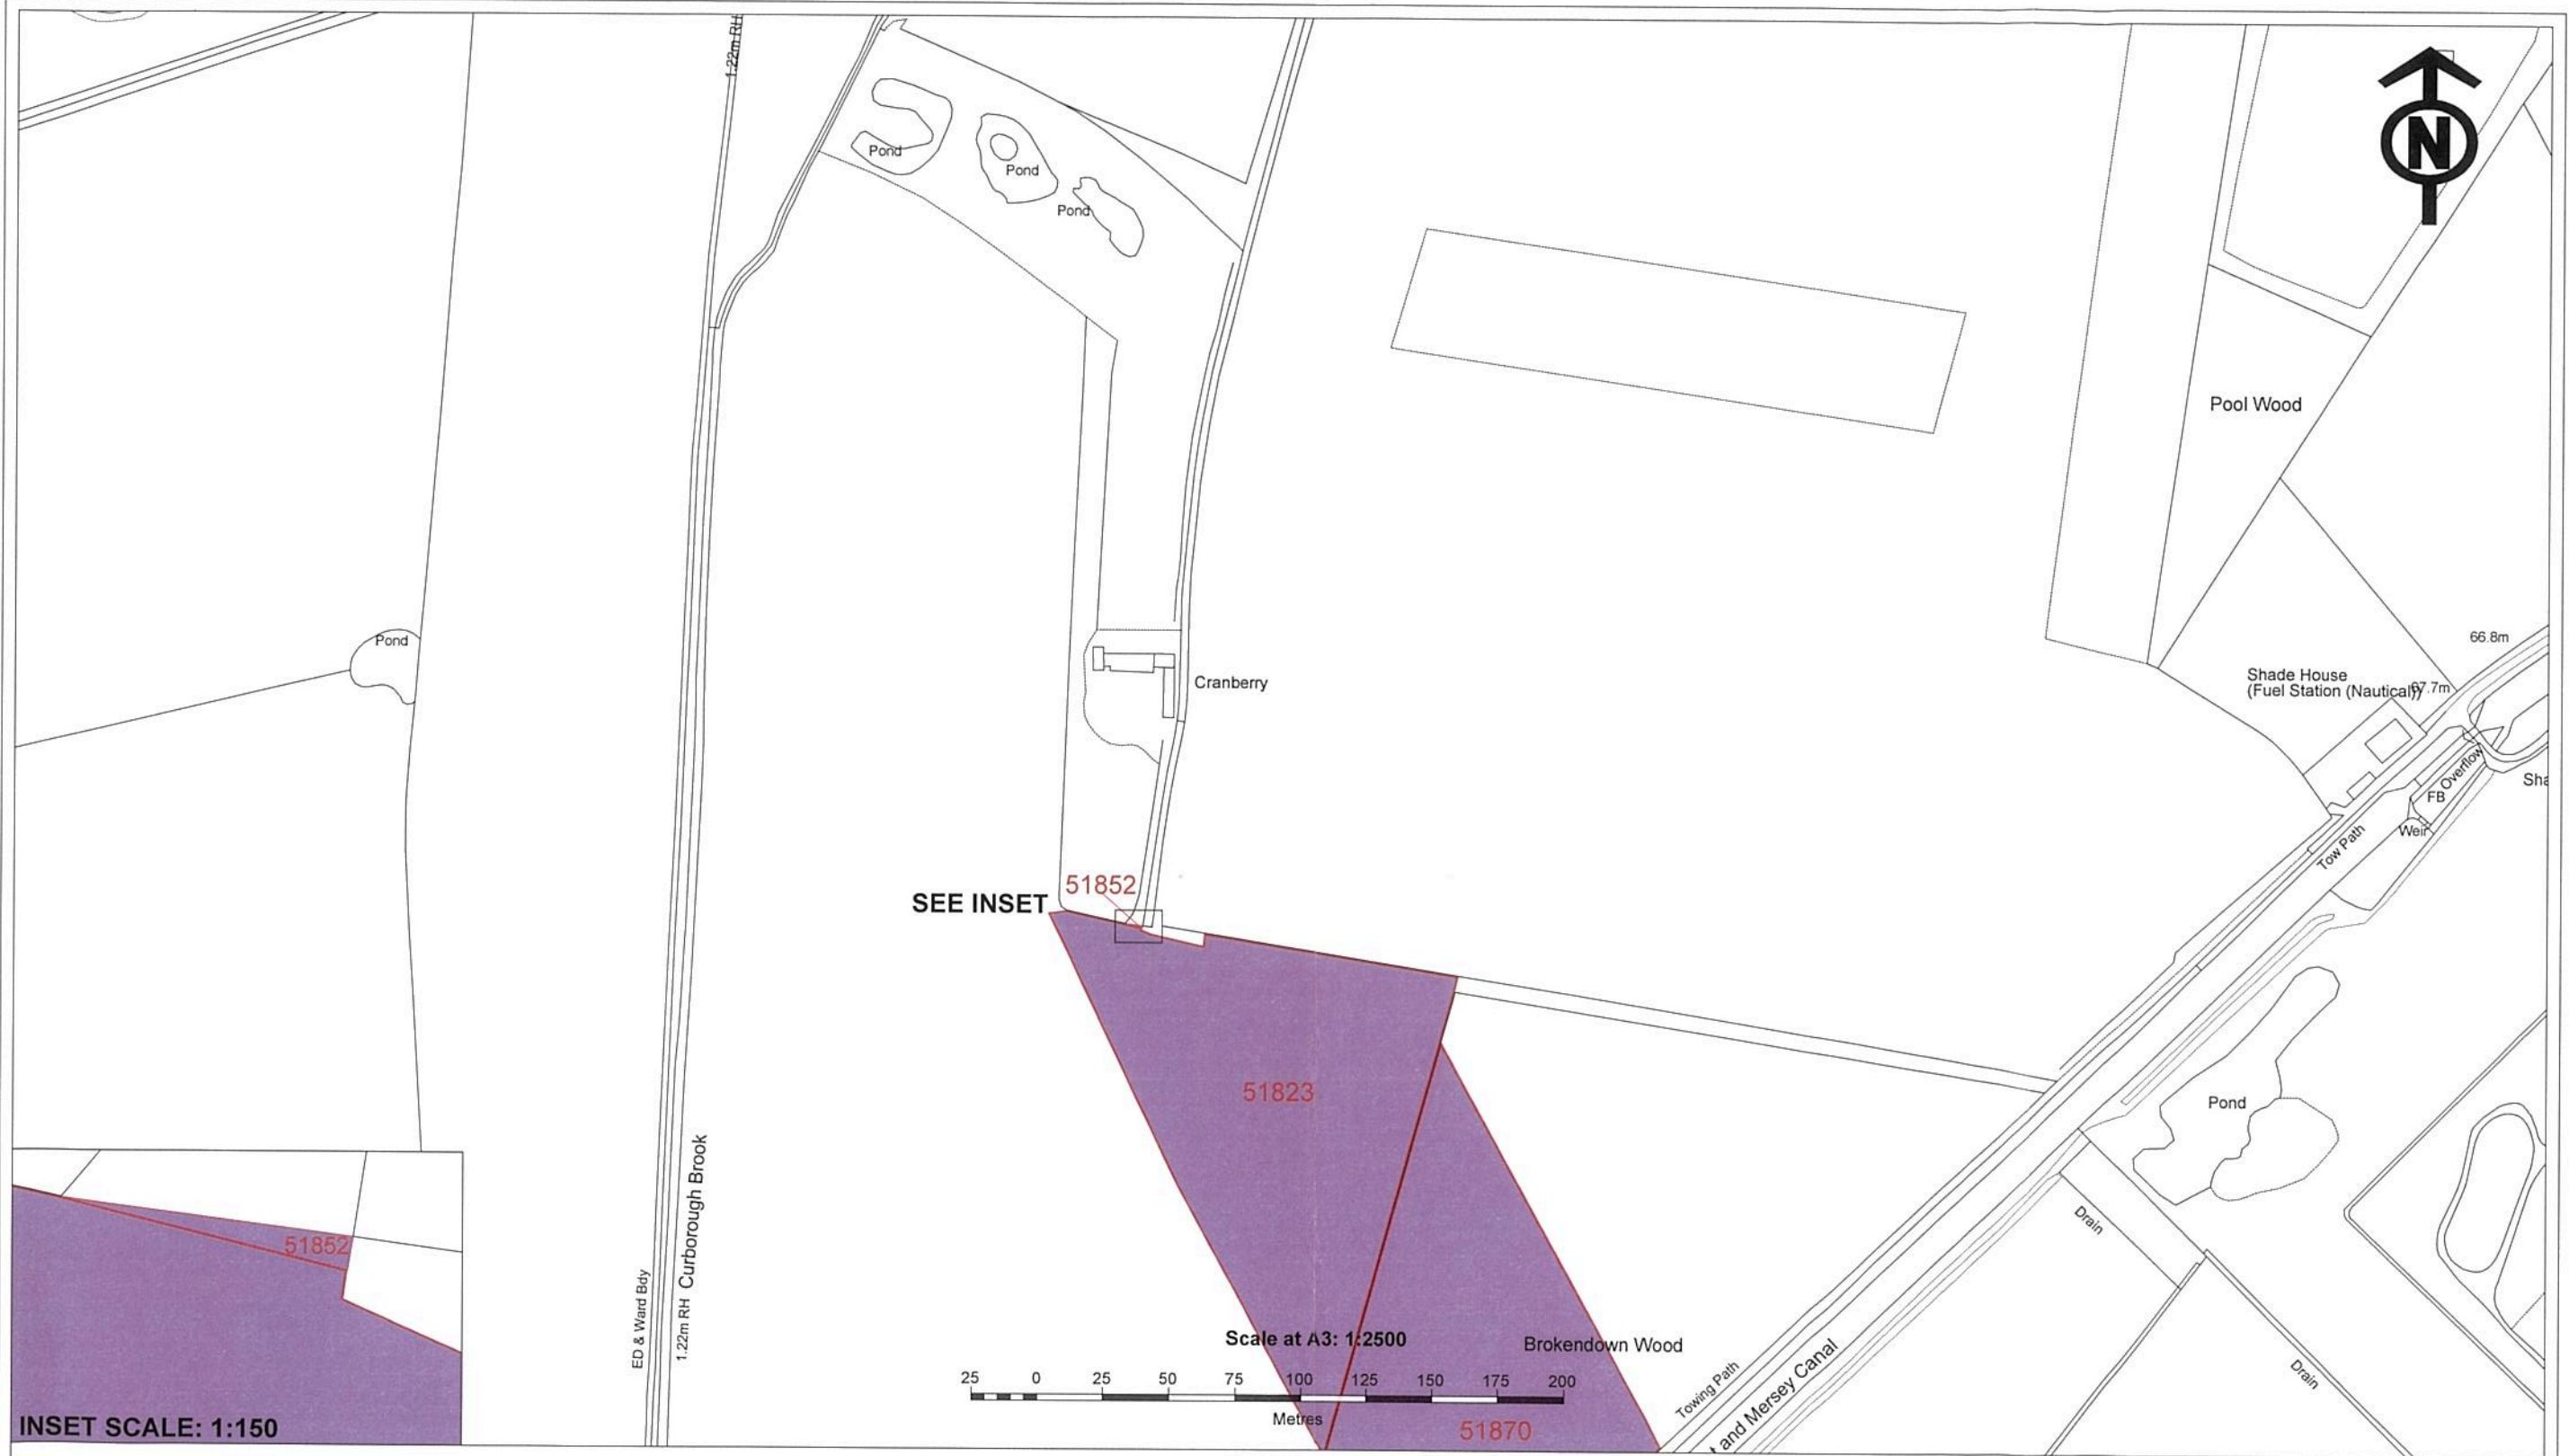 1.22m RH
N
Pond
Pond
Pond
Pool Wood
Pond
66.8m
Cranberry
Shade House
(Fuel Station (Nautical))
67.7m
Overflow
FB
Sha
Weir
Tow Path
51852
SEE INSET
51823
Pond
Curborough Brook
Drain
51852
ED & Ward Bdy
1.22m RH
Scale at A3: 1:2500
Brokendown Wood
25 0 25 50 75 100 125 150 175 200
Metres
Towing Path
t and Mersey Canal
Drain
INSET SCALE: 1:150
51870